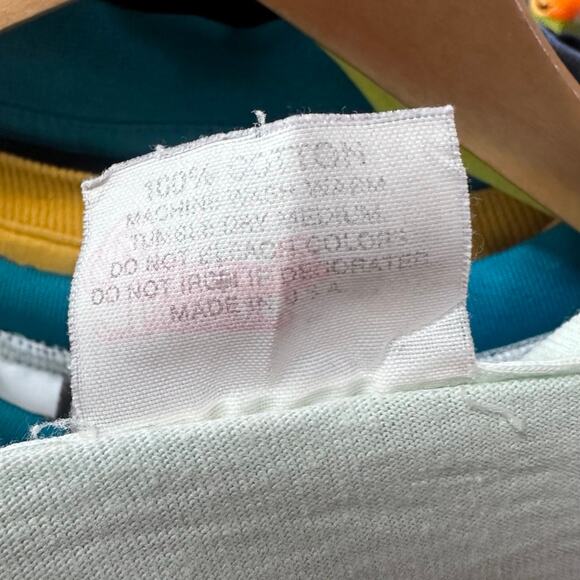 100% COTTON
MACHINE WASH WARM
TUMBLE DRY MEDIUM
DO NOT BLEACH COLORS
DO NOT IRON IF DECORATED
MADE IN U.S.A.